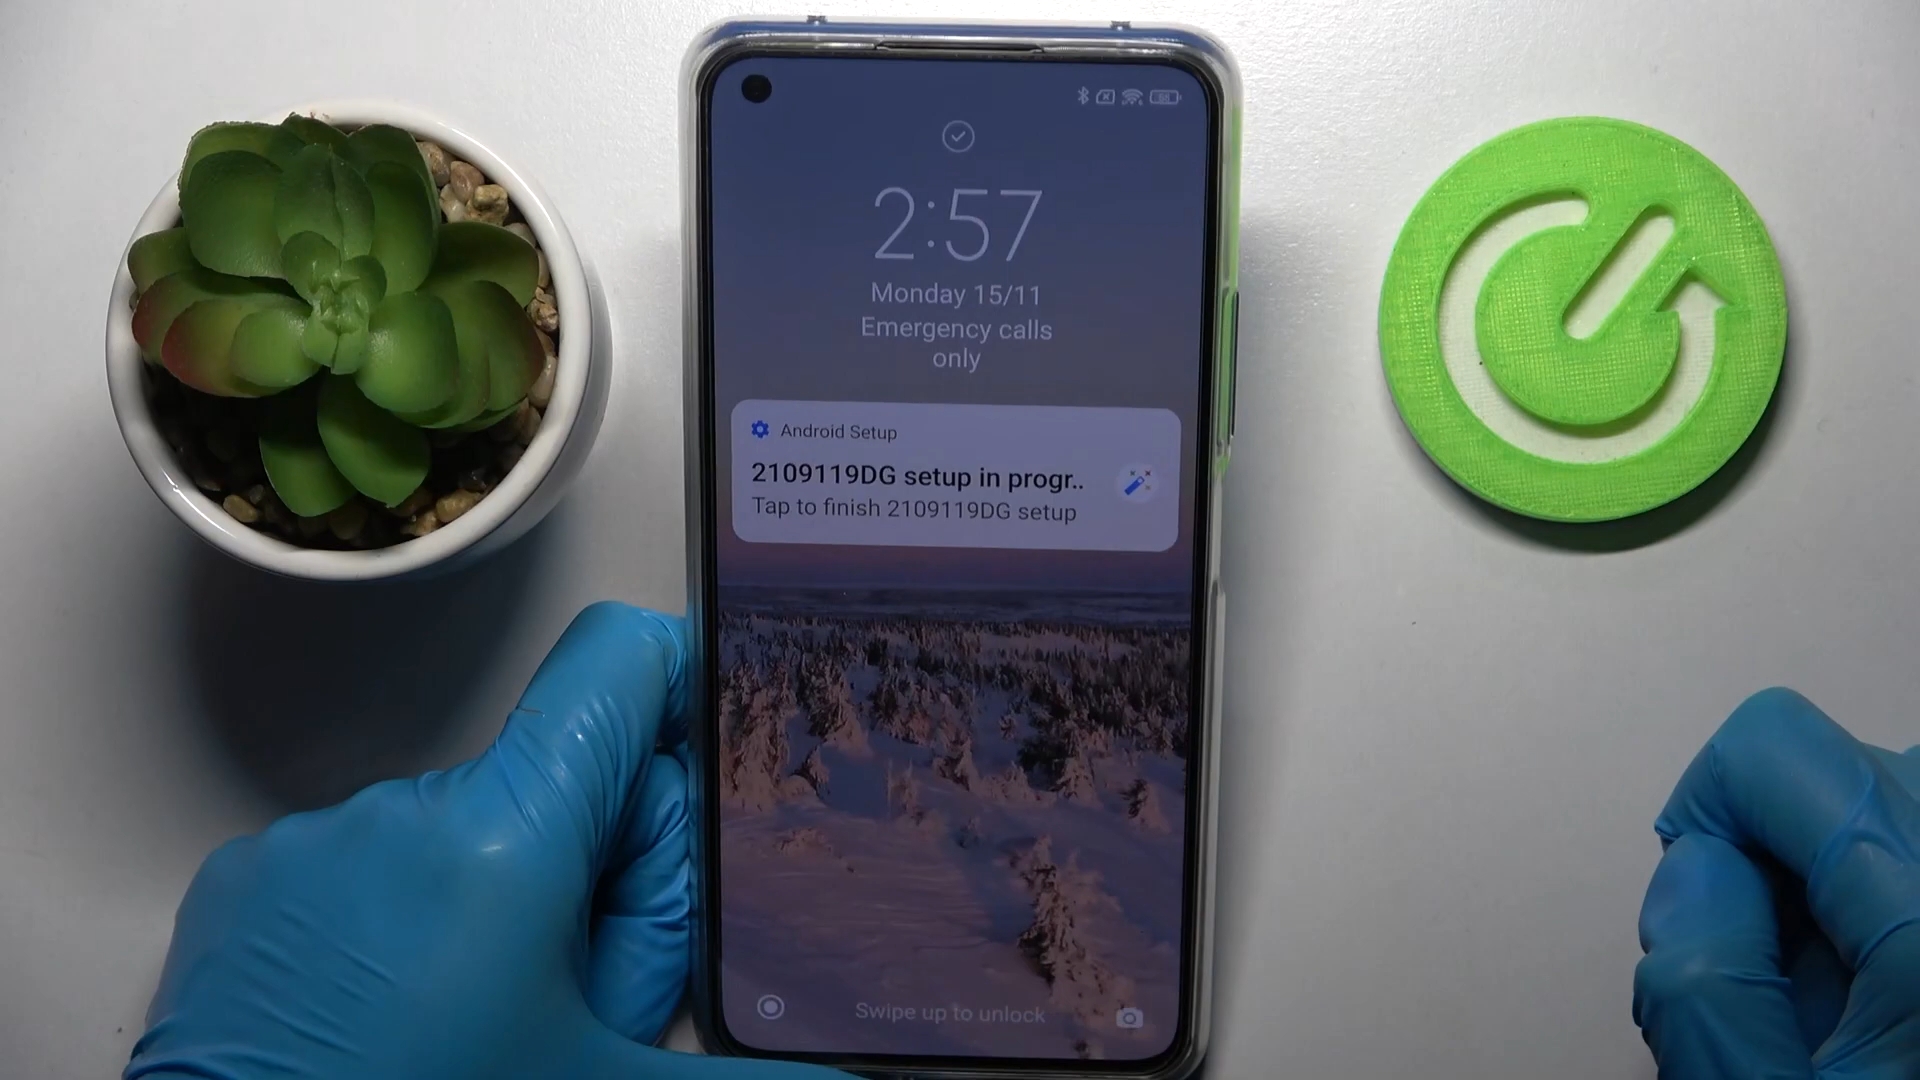 2:57
Monday 15/11
Emergency calls
only
Android Setup
2109119DG setup in progr..
Tap to finish 2109119DG setup
Swipe up to unlock